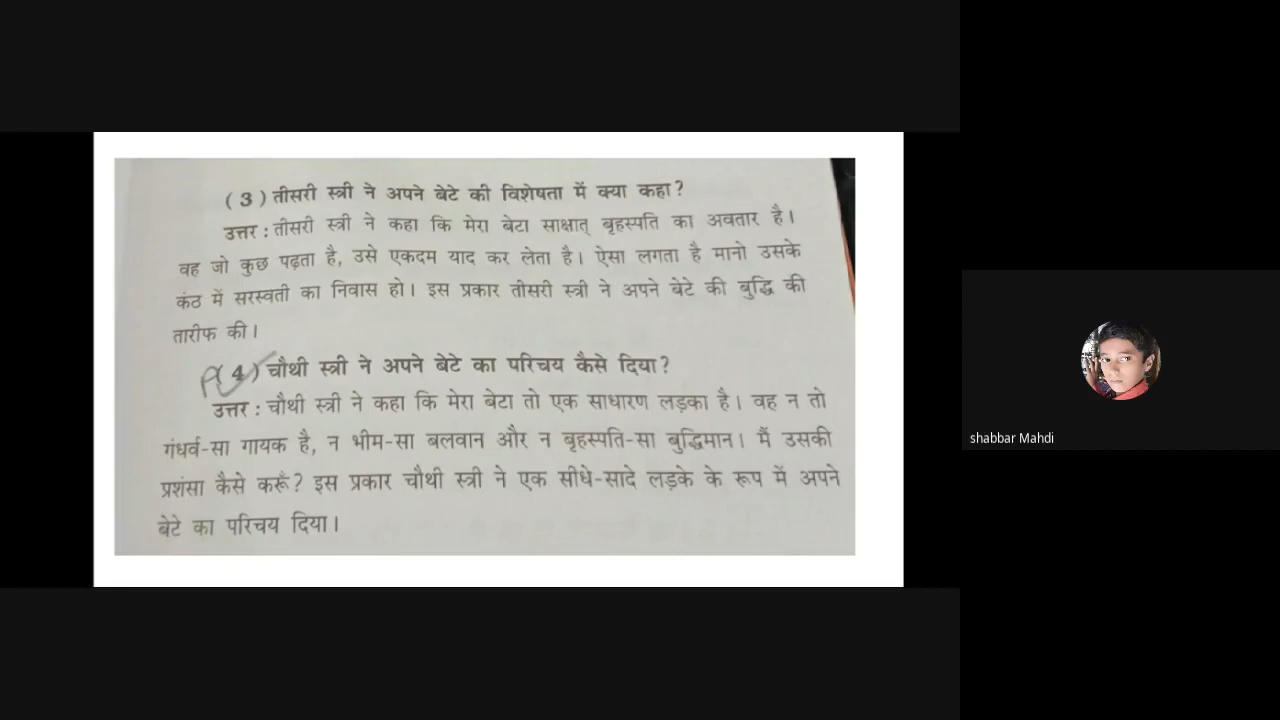 (3) तीसरी स्त्री ने अपने बेटे की विशेषता में क्या कहा?
उत्तर : तीसरी स्त्री ने कहा कि मेरा बेटा साक्षात् बृहस्पति का अवतार है।
वह जो कुछ पढ़ता है, उसे एकदम याद कर लेता है। ऐसा लगता है मानो उसके
कंठ में सरस्वती का निवास हो। इस प्रकार तीसरी स्त्री ने अपने बेटे की बुद्धि की
तारीफ की।
(4) चौथी स्त्री ने अपने बेटे का परिचय कैसे दिया?
उत्तर : चौथी स्त्री ने कहा कि मेरा बेटा तो एक साधारण लड़का है। वह न तो
गंधर्व-सा गायक है, न भीम-सा बलवान और न बृहस्पति-सा बुद्धिमान। मैं उसकी
प्रशंसा कैसे करूँ? इस प्रकार चौथी स्त्री ने एक सीधे-सादे लड़के के रूप में अपने
बेटे का परिचय दिया।
shabbar Mahdi